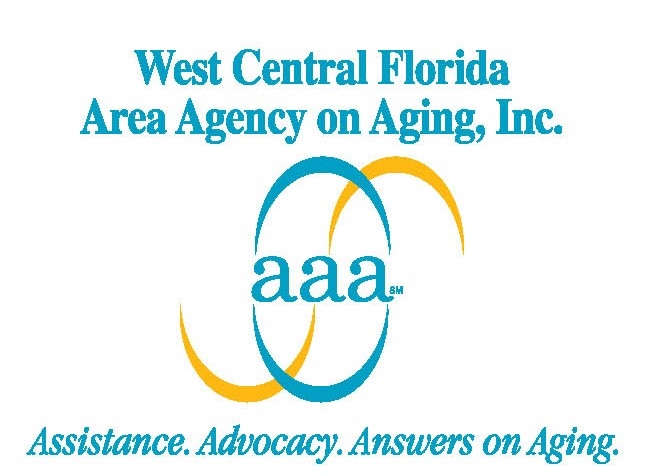 West Central Florida
Area Agency on Aging, Inc.
aaa SM
Assistance. Advocacy. Answers on Aging.